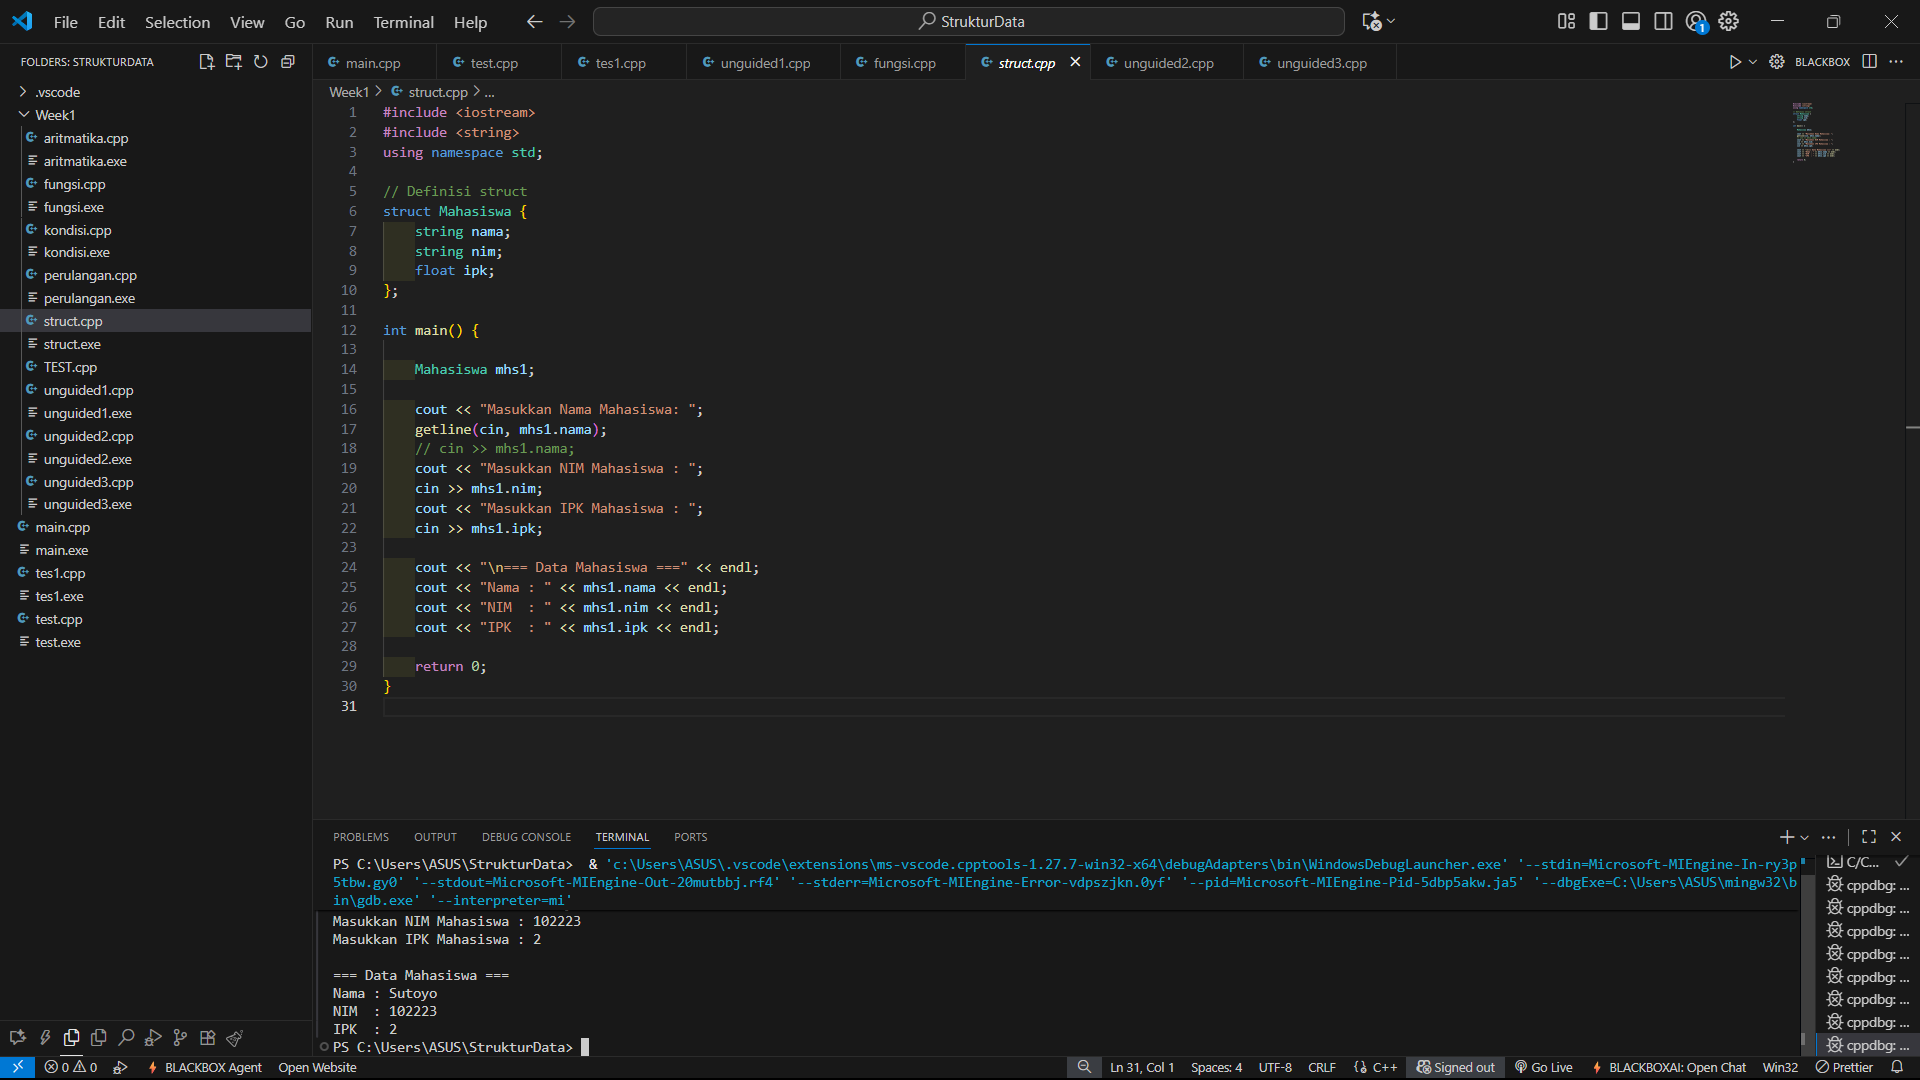 File Edit Selection View Go Run Terminal Help
StrukturData
1
FOLDERS: STRUKTURDATA
.vscode
Week1
aritmatika.cpp
aritmatika.exe
fungsi.cpp
fungsi.exe
kondisi.cpp
kondisi.exe
perulangan.cpp
perulangan.exe
struct.cpp
struct.exe
TEST.cpp
unguided1.cpp
unguided1.exe
unguided2.cpp
unguided2.exe
unguided3.cpp
unguided3.exe
main.cpp
main.exe
tes1.cpp
tes1.exe
test.cpp
test.exe
main.cpp test.cpp tes1.cpp unguided1.cpp fungsi.cpp struct.cpp unguided2.cpp unguided3.cpp BLACKBOX
Week1 > struct.cpp > ...
1 #include <iostream>
2 #include <string>
3 using namespace std;
4
5 // Definisi struct
6 struct Mahasiswa {
7 string nama;
8 string nim;
9 float ipk;
10 };
11
12 int main() {
13
14 Mahasiswa mhs1;
15
16 cout << "Masukkan Nama Mahasiswa: ";
17 getline(cin, mhs1.nama);
18 // cin >> mhs1.nama;
19 cout << "Masukkan NIM Mahasiswa : ";
20 cin >> mhs1.nim;
21 cout << "Masukkan IPK Mahasiswa : ";
22 cin >> mhs1.ipk;
23
24 cout << "\n=== Data Mahasiswa ===" << endl;
25 cout << "Nama : " << mhs1.nama << endl;
26 cout << "NIM  : " << mhs1.nim << endl;
27 cout << "IPK  : " << mhs1.ipk << endl;
28
29 return 0;
30 }
31
PROBLEMS OUTPUT DEBUG CONSOLE TERMINAL PORTS
PS C:\Users\ASUS\StrukturData>  & 'c:\Users\ASUS\.vscode\extensions\ms-vscode.cpptools-1.27.7-win32-x64\debugAdapters\bin\WindowsDebugLauncher.exe' '--stdin=Microsoft-MIEngine-In-ry3p
5tbw.gy0' '--stdout=Microsoft-MIEngine-Out-20mutbbj.rf4' '--stderr=Microsoft-MIEngine-Error-vdpszjkn.0yf' '--pid=Microsoft-MIEngine-Pid-5dbp5akw.ja5' '--dbgExe=C:\Users\ASUS\mingw32\b
in\gdb.exe' '--interpreter=mi'
Masukkan NIM Mahasiswa : 102223
Masukkan IPK Mahasiswa : 2
=== Data Mahasiswa ===
Nama : Sutoyo
NIM  : 102223
IPK  : 2
PS C:\Users\ASUS\StrukturData>
C/C...
cppdbg: ...
cppdbg: ...
cppdbg: ...
cppdbg: ...
cppdbg: ...
cppdbg: ...
cppdbg: ...
cppdbg: ...
0 0 BLACKBOX Agent Open Website Ln 31, Col 1 Spaces: 4 UTF-8 CRLF {} C++ Signed out Go Live BLACKBOXAI: Open Chat Win32 Prettier